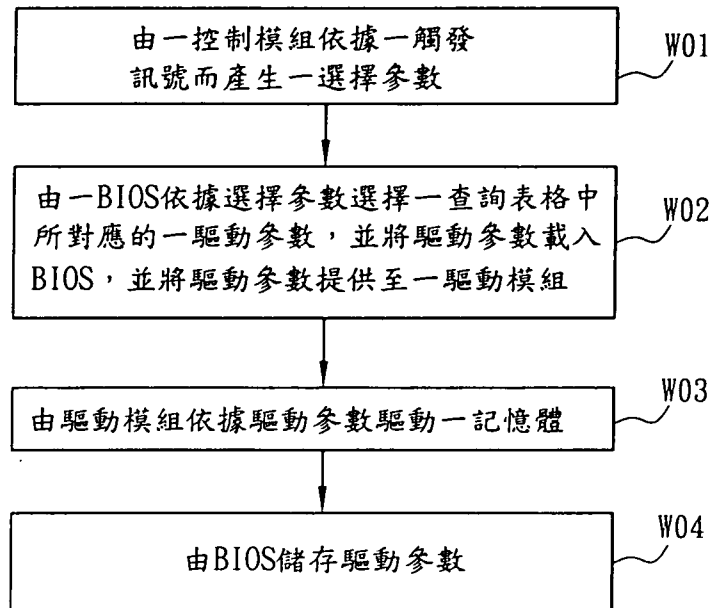 由一控制模組依據一觸發
訊號而產生一選擇參數
W01
由一BIOS依據選擇參數選擇一查詢表格中
所對應的一驅動參數，並將驅動參數載入
BIOS，並將驅動參數提供至一驅動模組
W02
由驅動模組依據驅動參數驅動一記憶體
W03
由BIOS儲存驅動參數
W04